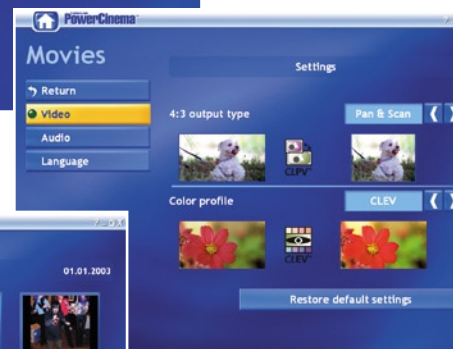 PowerCinema
Movies
Settings
Return
Video
4:3 output type
Pan & Scan
Audio
Language
CLPV
Color profile
CLEV
CLEV
01.01.2003
Restore default settings